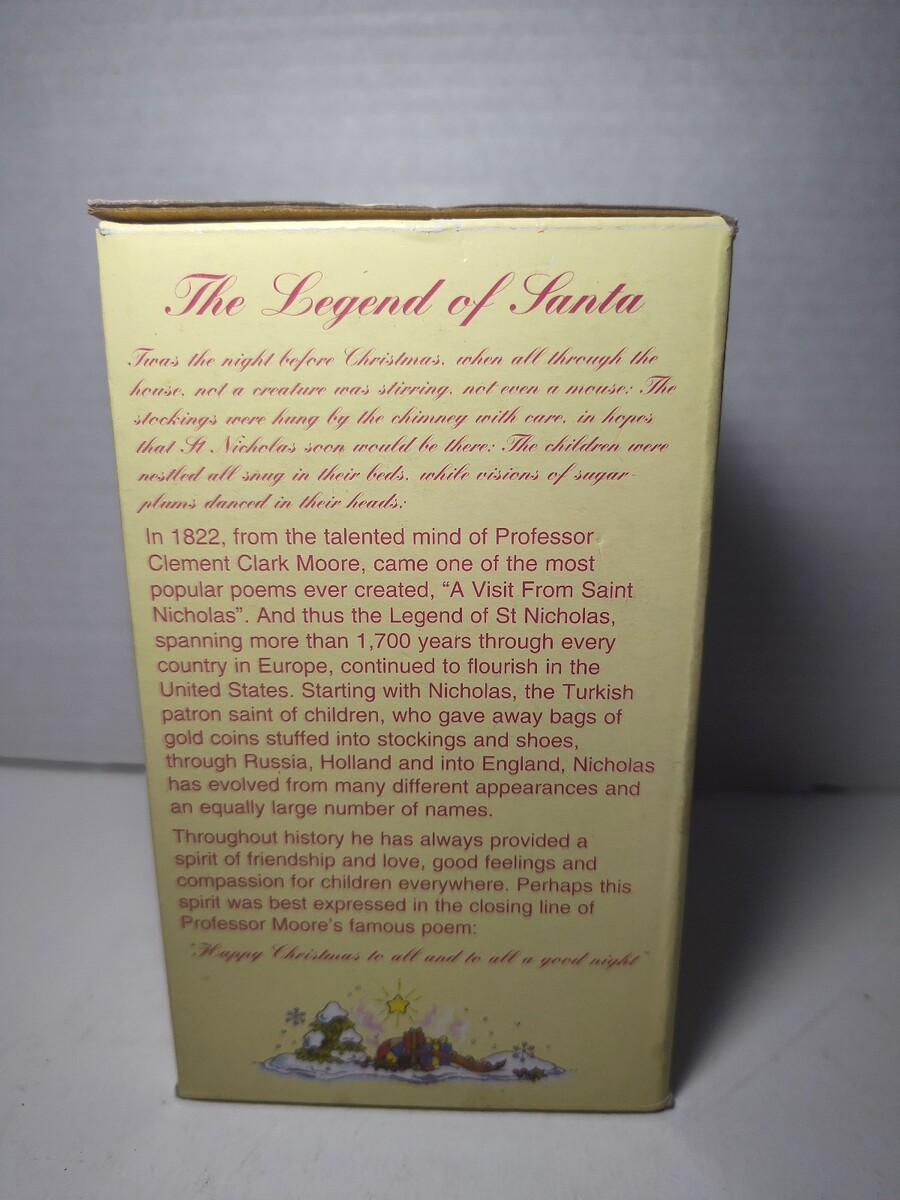 The Legend of Santa
Twas the night before Christmas, when all through the
house, not a creature was stirring, not even a mouse: The
stockings were hung by the chimney with care, in hopes
that St Nicholas soon would be there: The children were
nestled all snug in their beds, while visions of sugar-
plums danced in their heads:
In 1822, from the talented mind of Professor
Clement Clark Moore, came one of the most
popular poems ever created, “A Visit From Saint
Nicholas”. And thus the Legend of St Nicholas,
spanning more than 1,700 years through every
country in Europe, continued to flourish in the
United States. Starting with Nicholas, the Turkish
patron saint of children, who gave away bags of
gold coins stuffed into stockings and shoes,
through Russia, Holland and into England, Nicholas
has evolved from many different appearances and
an equally large number of names.
Throughout history he has always provided a
spirit of friendship and love, good feelings and
compassion for children everywhere. Perhaps this
spirit was best expressed in the closing line of
Professor Moore's famous poem:
"Happy Christmas to all and to all a good night"